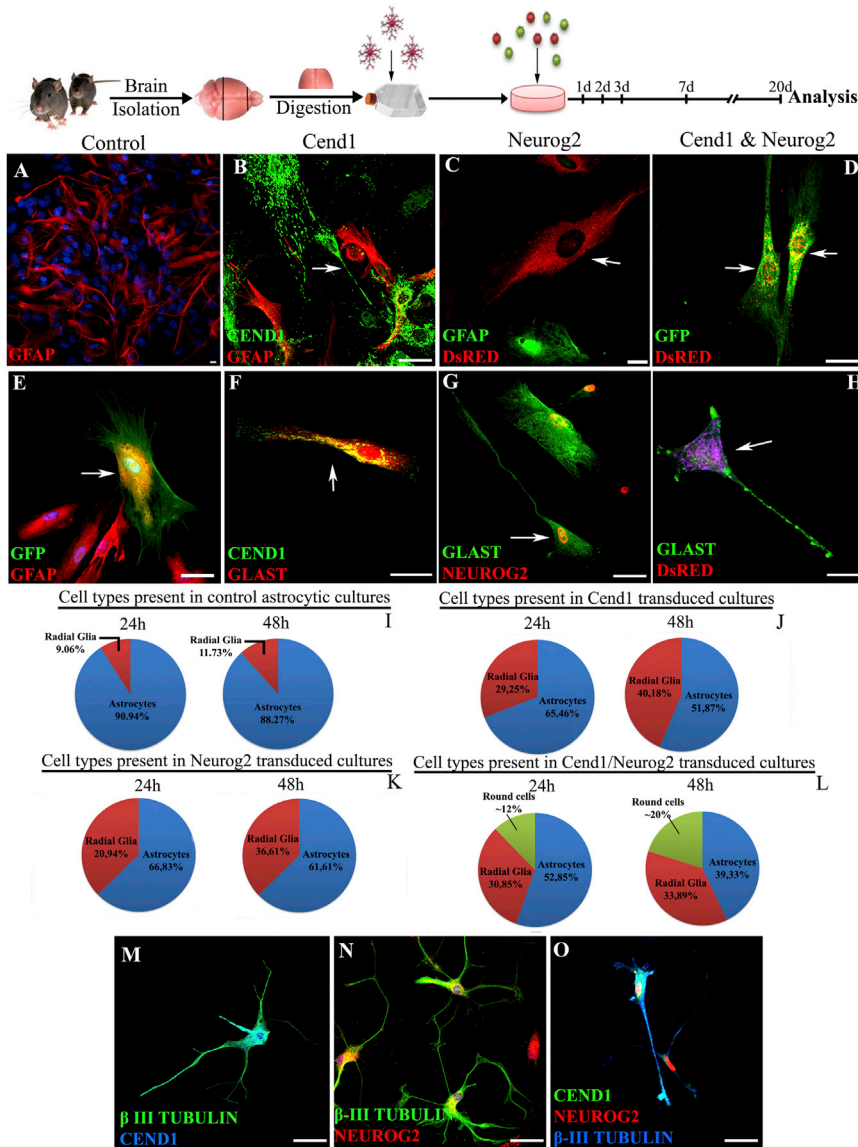 Brain
Isolation
Digestion
1d 2d 3d 7d 20d Analysis
Control Cend1 Neurog2 Cend1 & Neurog2
A
GFAP
B
CEND1
GFAP
C
GFAP
DsRED
D
GFP
DsRED
E
GFP
GFAP
F
CEND1
GLAST
G
GLAST
NEUROG2
H
GLAST
DsRED
Cell types present in control astrocytic cultures
I
24h 48h
Radial Glia
9.06%
Astrocytes
90.94%
Radial Glia
11.73%
Astrocytes
88.27%
Cell types present in Cend1 transduced cultures
J
24h 48h
Radial Glia
29,25%
Astrocytes
65,46%
Radial Glia
40,18%
Astrocytes
51,87%
Cell types present in Neurog2 transduced cultures
K
24h 48h
Radial Glia
20,94%
Astrocytes
66,83%
Radial Glia
36,61%
Astrocytes
61,61%
Cell types present in Cend1/Neurog2 transduced cultures
L
24h 48h
Round cells
~12%
Radial Glia
30,85%
Astrocytes
52,85%
Round cells
~20%
Radial Glia
33,89%
Astrocytes
39,33%
M
β III TUBULIN
CEND1
N
β-III TUBULIN
NEUROG2
O
CEND1
NEUROG2
β-III TUBULIN